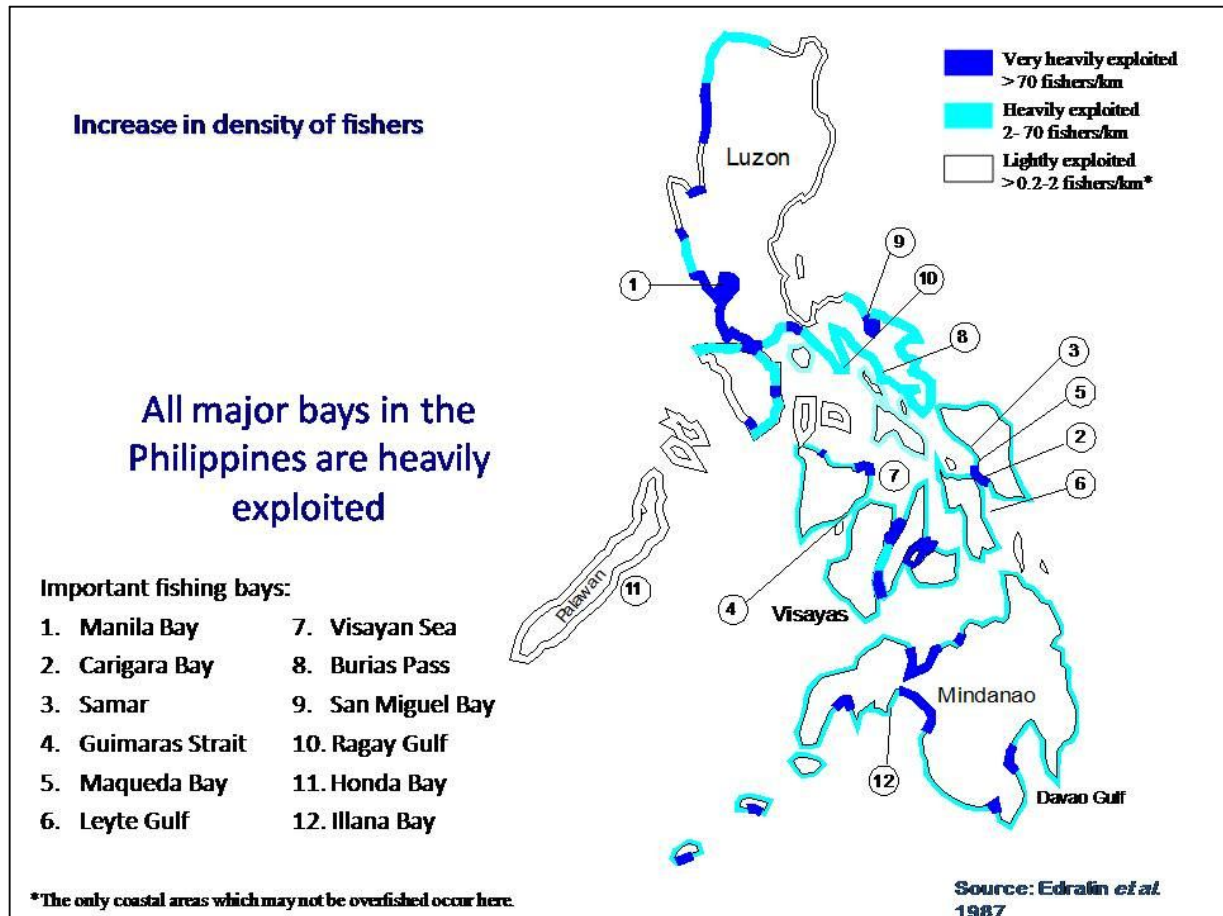 Increase in density of fishers
Very heavily exploited
>70 fishers/km
Heavily exploited
2-70 fishers/km
Lightly exploited
>0.2-2 fishers/km*
All major bays in the
Philippines are heavily
exploited
Important fishing bays:
1. Manila Bay
2. Carigara Bay
3. Samar
4. Guimaras Strait
5. Maqueda Bay
6. Leyte Gulf
7. Visayan Sea
8. Burias Pass
9. San Miguel Bay
10. Ragay Gulf
11. Honda Bay
12. Illana Bay
Luzon
9
10
1
8
3
5
2
7
6
Palawan
11
4
Visayas
Mindanao
12
Davao Gulf
*The only coastal areas which may not be overfished occur here.
Source: Edralin et al.
1987